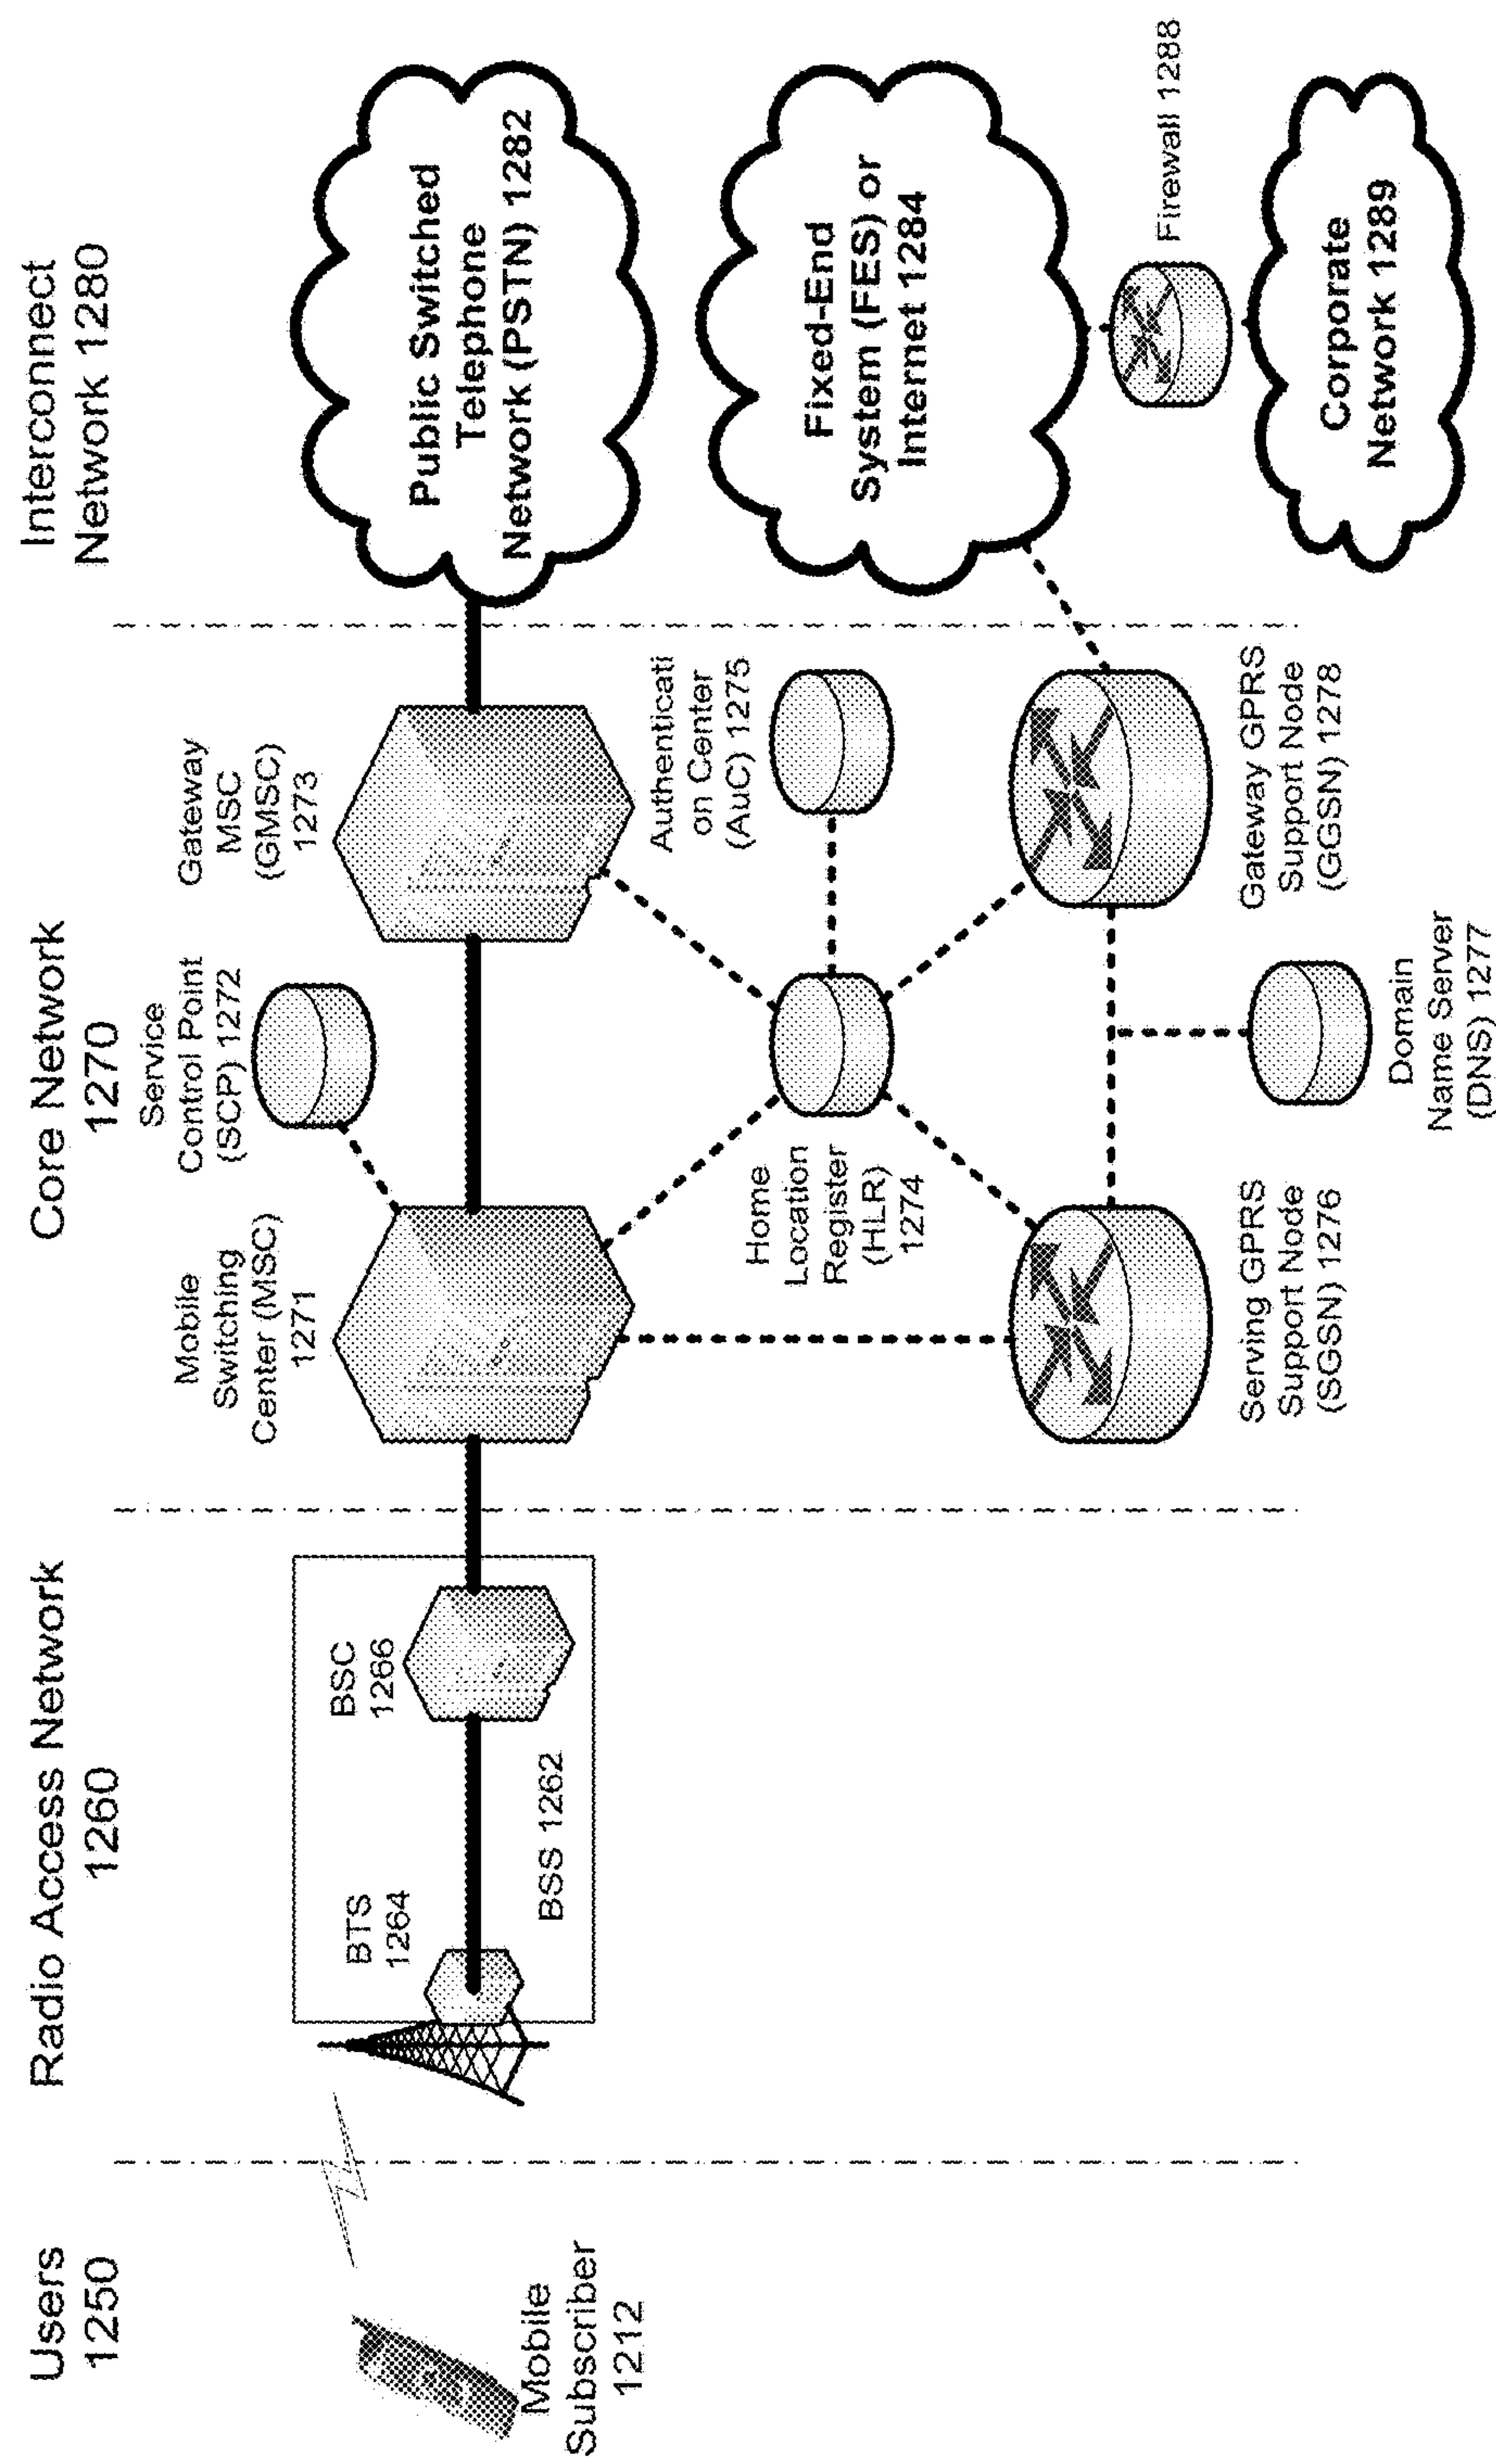 Users
1250
Radio Access Network
1260
Core Network
1270
Interconnect
Network 1280
Mobile
Subscriber
1212
BTS
1264
BSC
1266
BSS 1262
Mobile
Switching
Center (MSC)
1271
Service
Control Point
(SCP) 1272
Gateway
MSC
(GMSC)
1273
Home
Location
Register
(HLR)
1274
Authenticati
on Center
(AuC) 1275
Serving GPRS
Support Node
(SGSN) 1276
Domain
Name Server
(DNS) 1277
Gateway GPRS
Support Node
(GGSN) 1278
Public Switched
Telephone
Network (PSTN) 1282
Fixed-End
System (FES) or
Internet 1284
Firewall 1288
Corporate
Network 1289